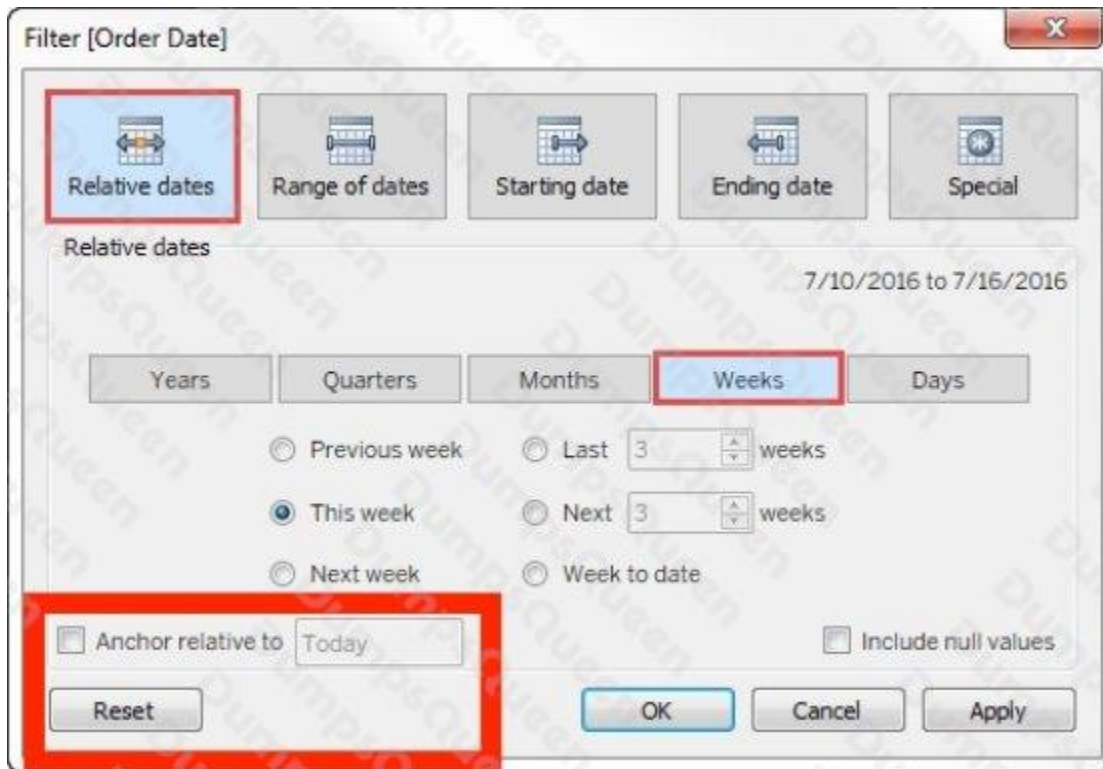 Filter [Order Date]
Relative dates
Range of dates
Starting date
Ending date
Special
Relative dates
7/10/2016 to 7/16/2016
Years
Quarters
Months
Weeks
Days
Previous week
Last 3 weeks
This week
Next 3 weeks
Next week
Week to date
Anchor relative to Today
Include null values
Reset
OK
Cancel
Apply
DumpsQueen